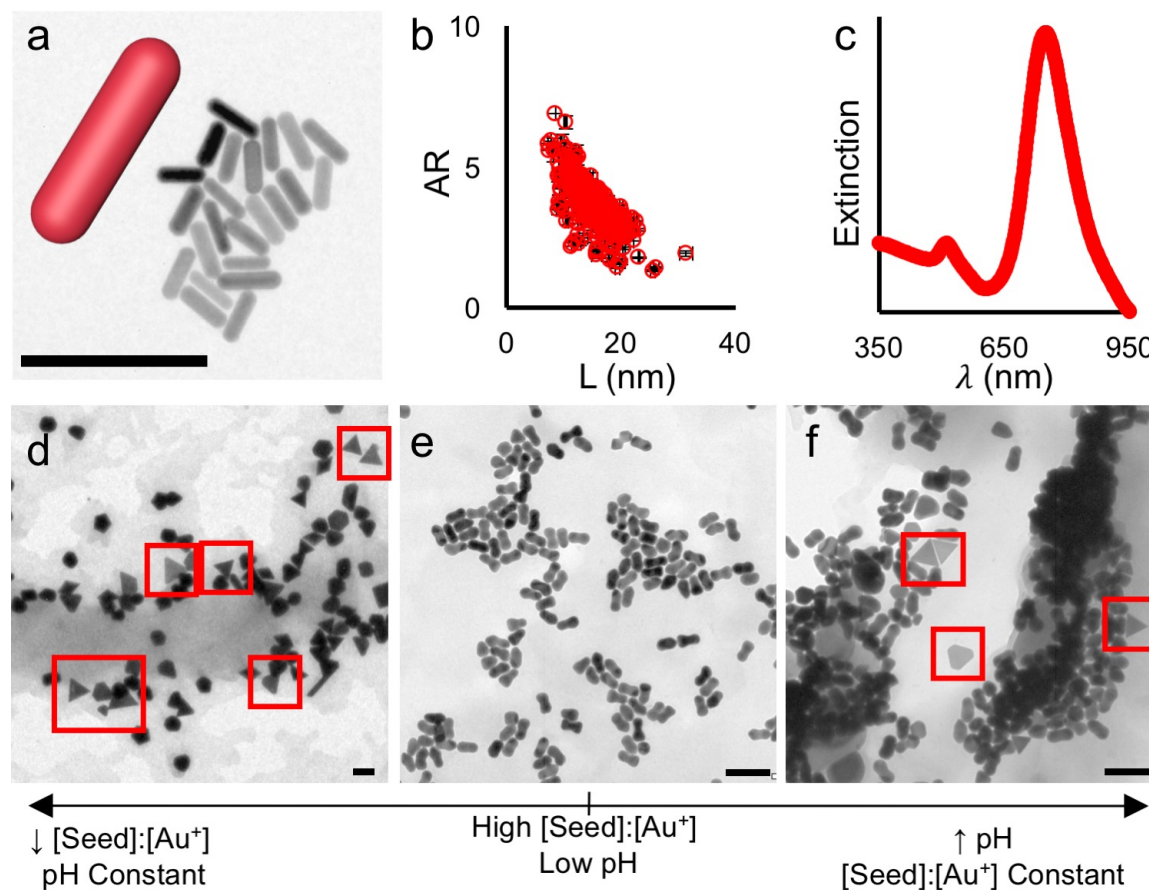 a
b
10
5
0
AR
0
20
40
L (nm)
c
Extinction
350
650
950
λ (nm)
d
e
f
↓ [Seed]:[Au⁺]
pH Constant
High [Seed]:[Au⁺]
Low pH
↑ pH
[Seed]:[Au⁺] Constant